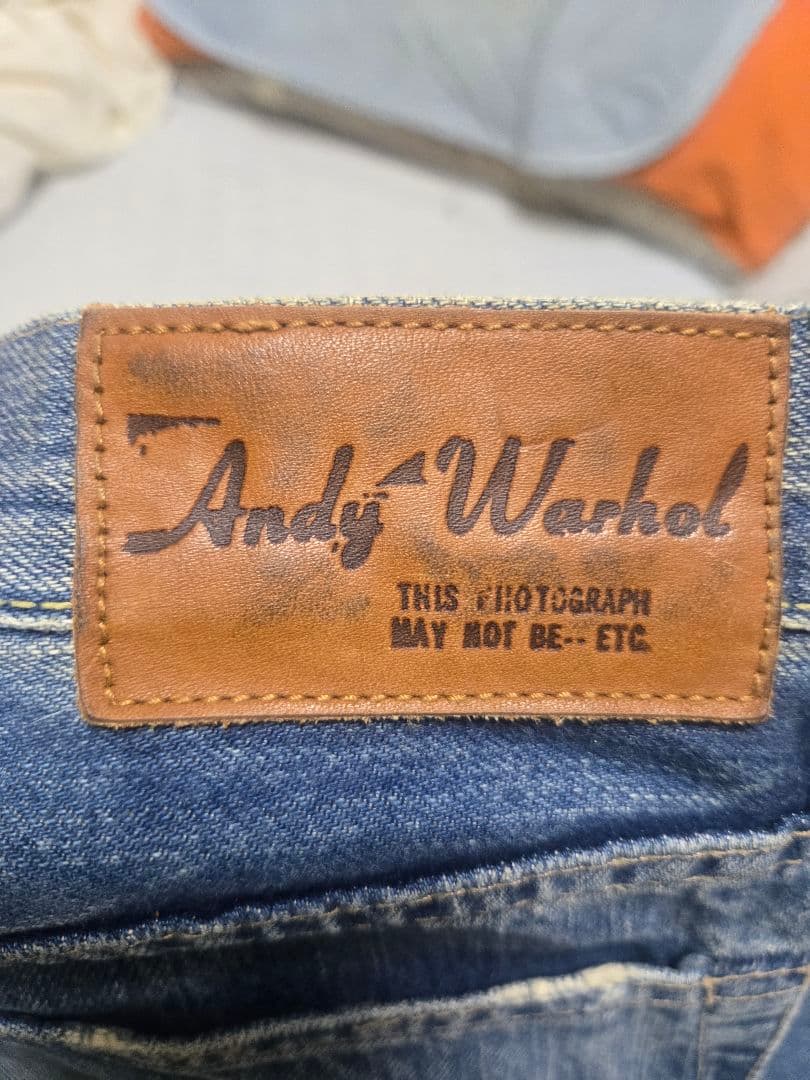 Andy Warhol
THIS PHOTOGRAPH
MAY NOT BE-- ETC.